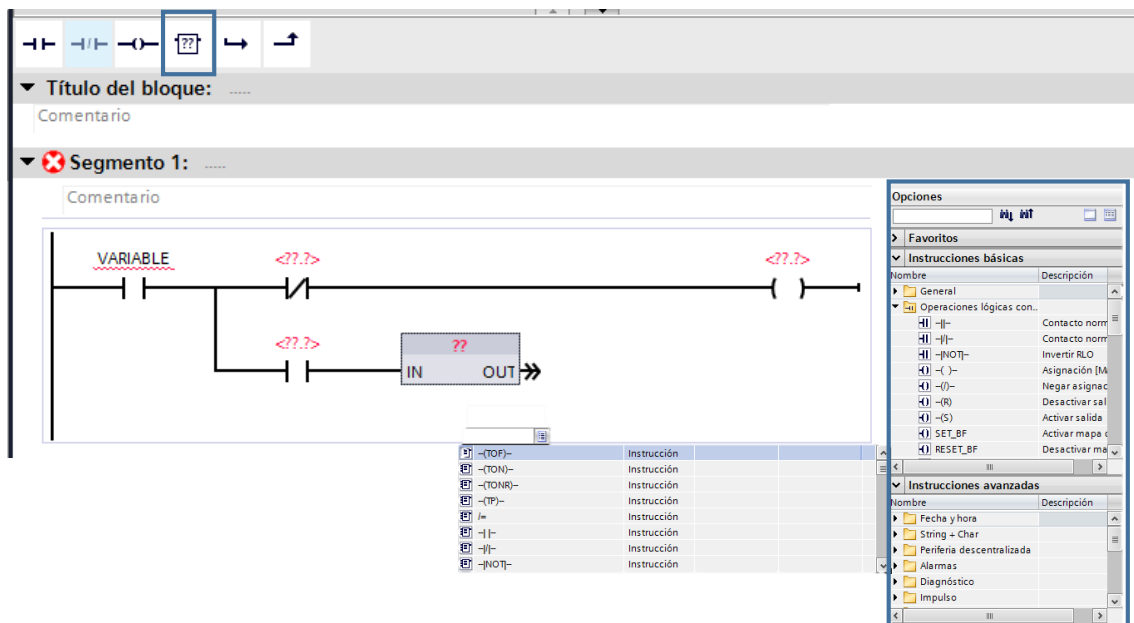 ??
Título del bloque: .....
Comentario
Segmento 1: .....
Comentario
VARIABLE
<??.?>
<??.?>
<??.?>
??
IN OUT
-(TOF)- Instrucción
-(TON)- Instrucción
-(TONR)- Instrucción
-(TP)- Instrucción
/= Instrucción
-| |- Instrucción
-|/|- Instrucción
-|NOT|- Instrucción
Opciones
Favoritos
Instrucciones básicas
Nombre Descripción
General
Operaciones lógicas con..
-||- Contacto norm
-|/|- Contacto norm
-|NOT|- Invertir RLO
-( )- Asignación [M
-(/)- Negar asignac
-(R) Desactivar sal
-(S) Activar salida
SET_BF Activar mapa
RESET_BF Desactivar ma
Instrucciones avanzadas
Nombre Descripción
Fecha y hora
String + Char
Periferia descentralizada
Alarmas
Diagnóstico
Impulso